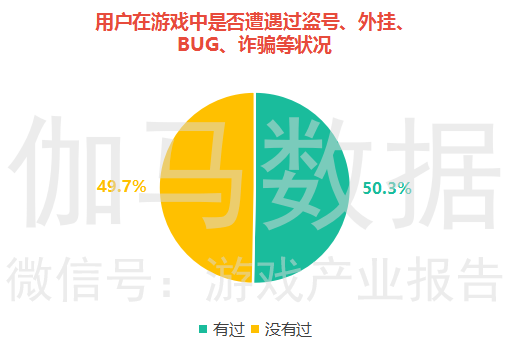 用户在游戏中是否遭遇过盗号、外挂、
BUG、诈骗等状况
伽马数据
49.7%
50.3%
微信号：游戏产业报告
有过
没有过